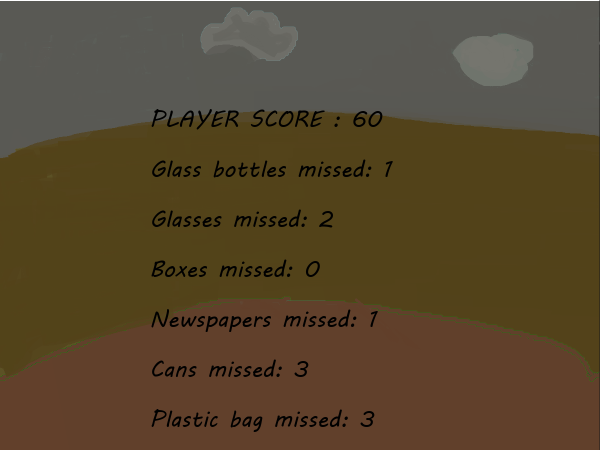 PLAYER SCORE : 60
Glass bottles missed: 1
Glasses missed: 2
Boxes missed: 0
Newspapers missed: 1
Cans missed: 3
Plastic bag missed: 3